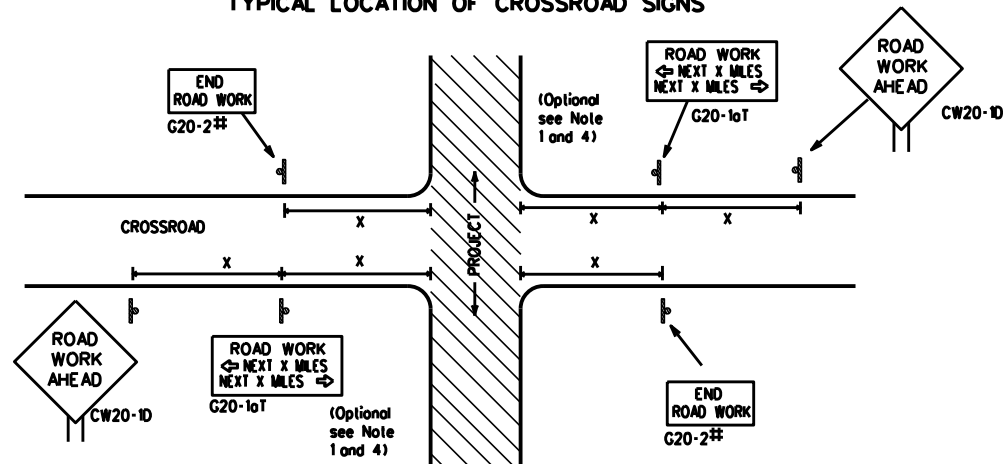 TYPICAL LOCATION OF CROSSROAD SIGNS
END
ROAD WORK
G20-2#
(Optional
see Note
1 and 4)
ROAD WORK
⇦ NEXT X MILES
NEXT X MILES ⇨
G20-1aT
ROAD
WORK
AHEAD
CW20-1D
CROSSROAD
X
X
X
PROJECT
X
X
X
ROAD
WORK
AHEAD
CW20-1D
ROAD WORK
⇦ NEXT X MILES
NEXT X MILES ⇨
G20-1aT
(Optional
see Note
1 and 4)
END
ROAD WORK
G20-2#